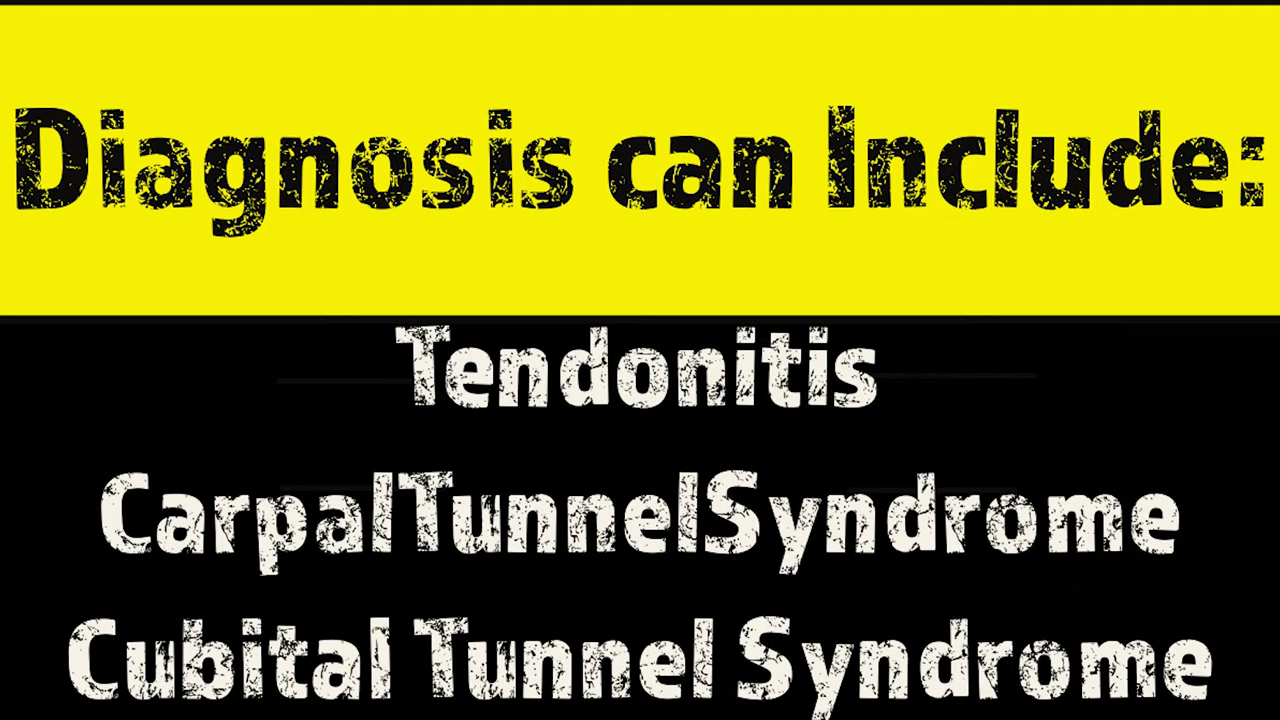 Diagnosis can Include:
Tendonitis
CarpalTunnelSyndrome
Cubital Tunnel Syndrome